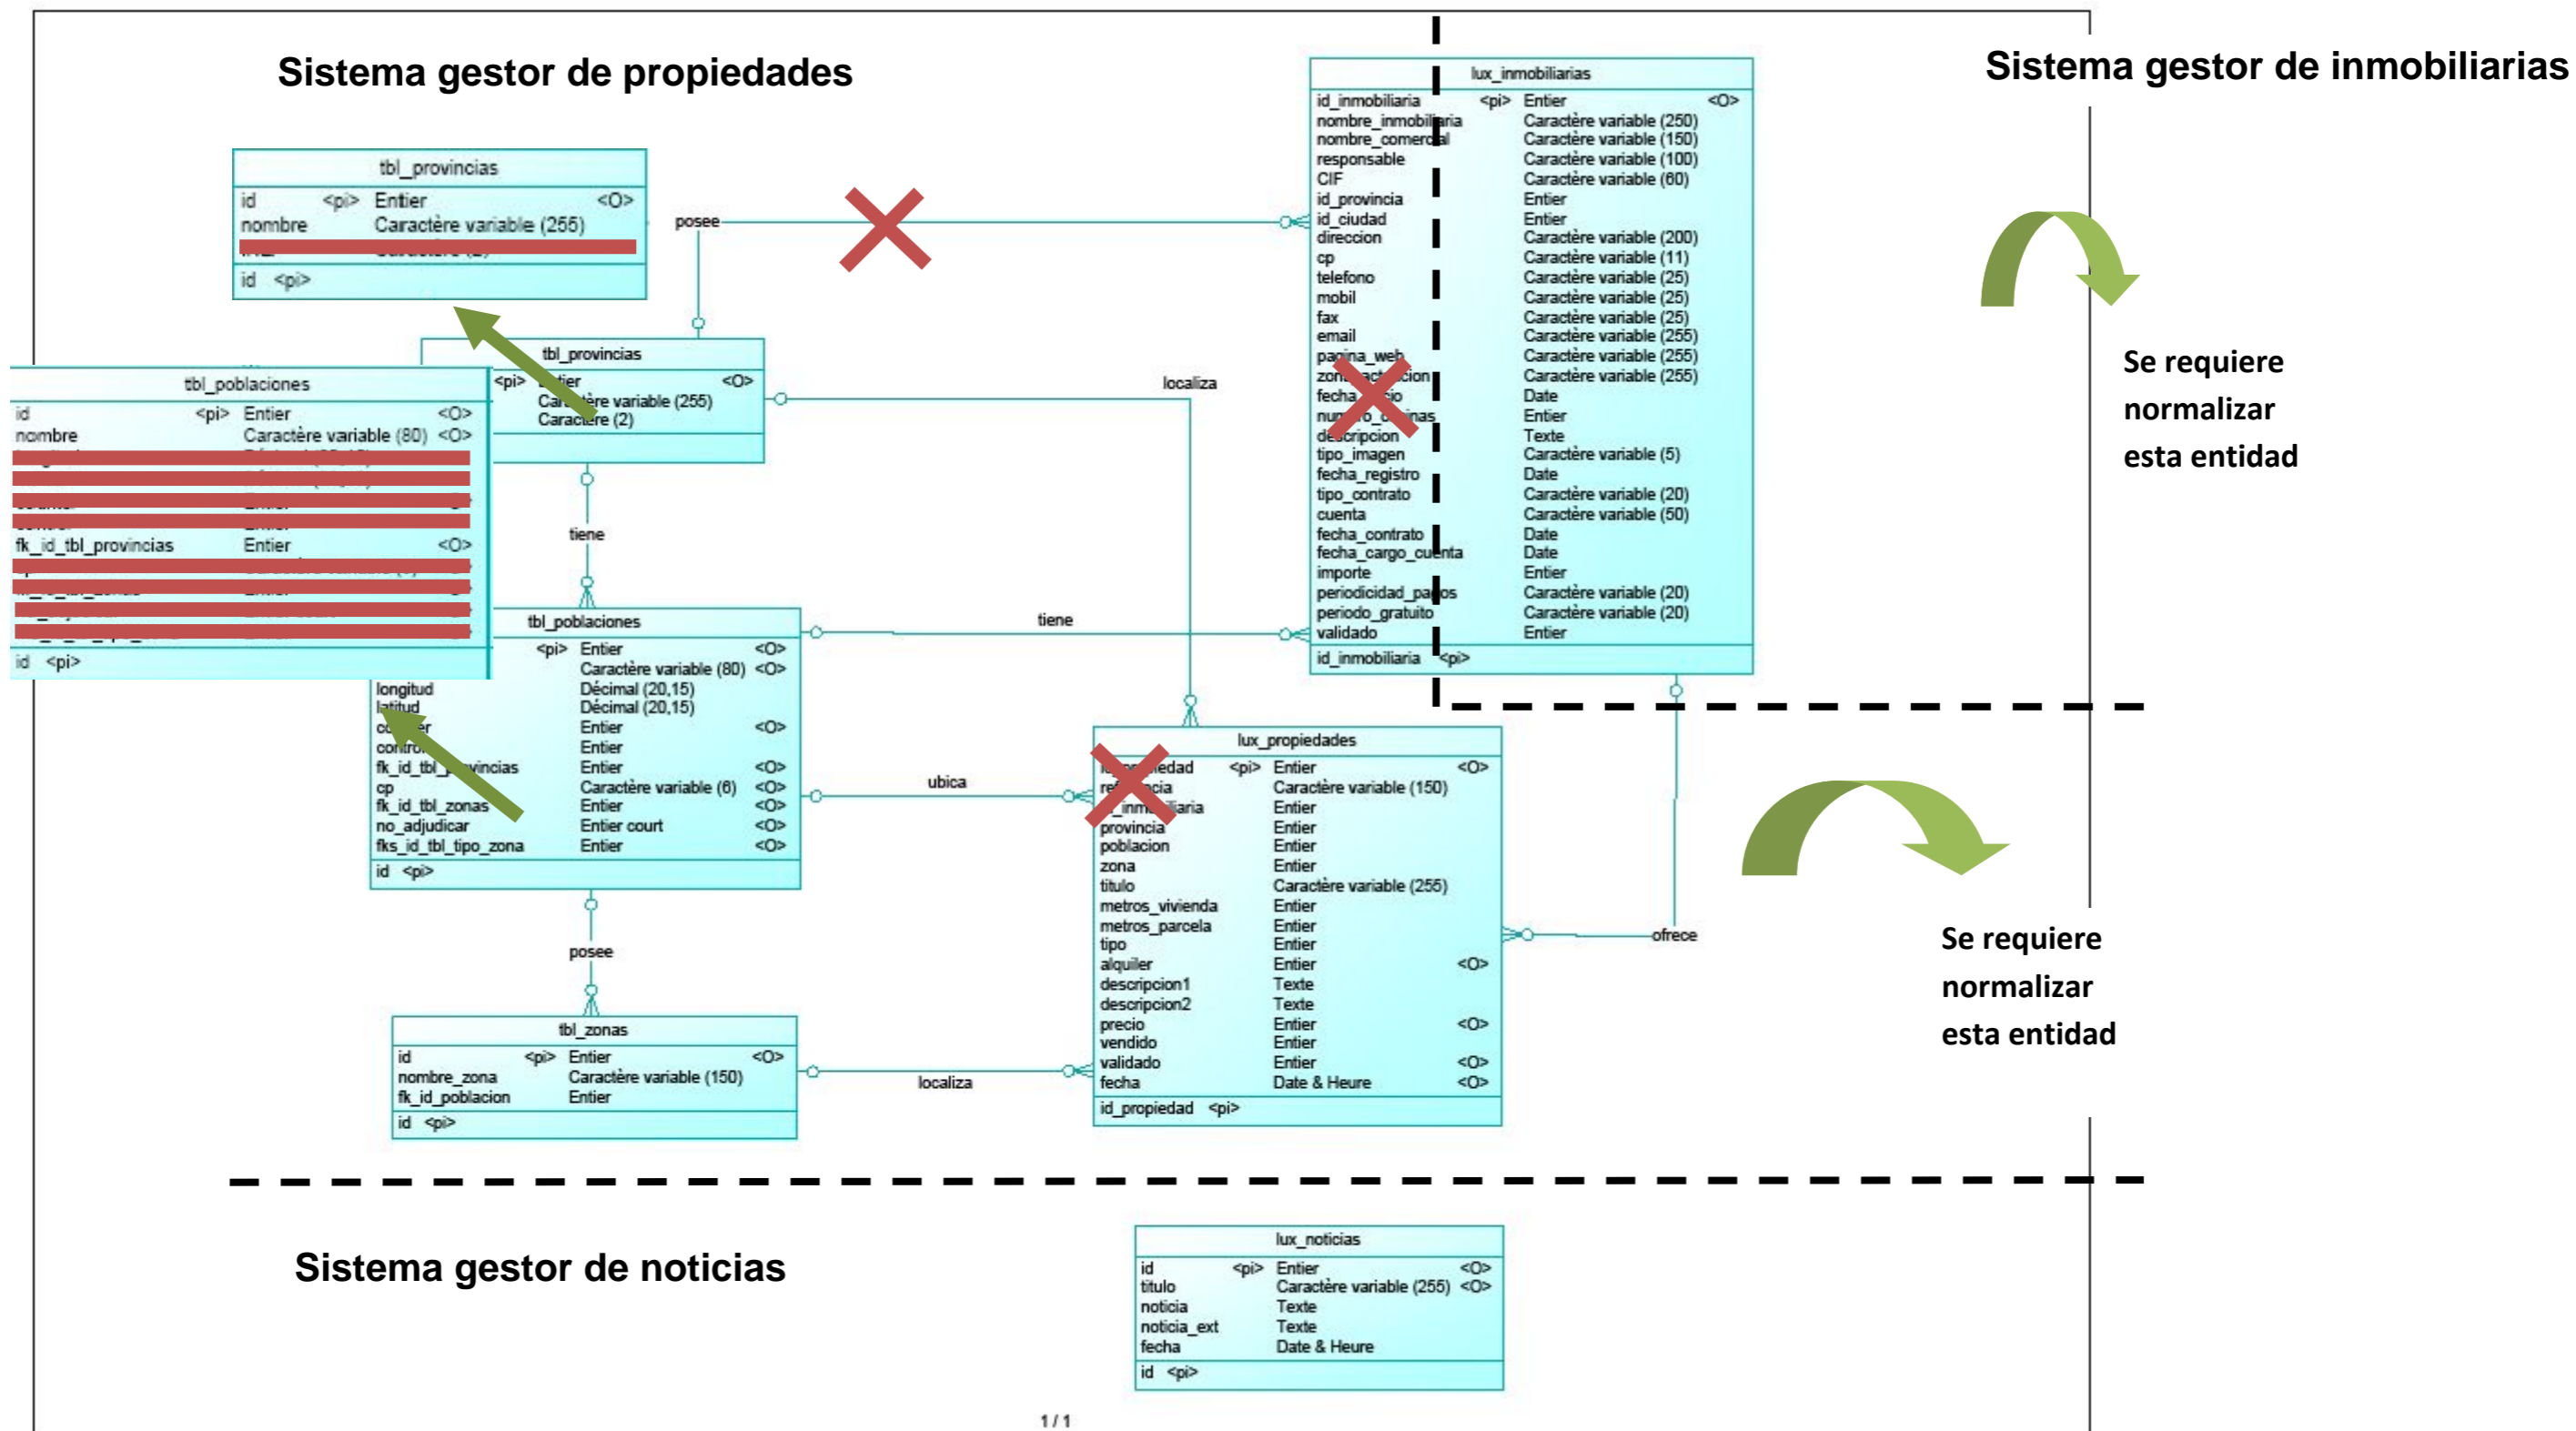 Sistema gestor de propiedades
Sistema gestor de inmobiliarias
tbl_provincias
id <pi> Entier <O>
nombre Caractère variable (255)
id <pi>
posee
lux_inmobiliarias
id_inmobiliaria <pi> Entier <O>
nombre_inmobiliaria Caractère variable (250)
nombre_comercial Caractère variable (150)
responsable Caractère variable (100)
CIF Caractère variable (60)
id_provincia Entier
id_ciudad Entier
direccion Caractère variable (200)
cp Caractère variable (11)
telefono Caractère variable (25)
mobil Caractère variable (25)
fax Caractère variable (25)
email Caractère variable (255)
pagina_web Caractère variable (255)
Caractère variable (255)
Date
Entier
descripcion Texte
tipo_imagen Caractère variable (5)
fecha_registro Date
tipo_contrato Caractère variable (20)
cuenta Caractère variable (50)
fecha_contrato Date
fecha_cargo_cuenta Date
importe Entier
periodicidad_pagos Caractère variable (20)
periodo_gratuito Caractère variable (20)
validado Entier
id_inmobiliaria <pi>
Se requiere
normalizar
esta entidad
tbl_provincias
<pi> Entier <O>
Caractère variable (255)
Caractère (2)
localiza
tbl_poblaciones
id <pi> Entier <O>
nombre Caractère variable (80) <O>
fk_id_tbl_provincias Entier <O>
id <pi>
tiene
tbl_poblaciones
<pi> Entier <O>
Caractère variable (80) <O>
longitud Décimal (20,15)
latitud Décimal (20,15)
Entier <O>
Entier
fk_id_tbl_provincias Entier <O>
cp Caractère variable (6) <O>
fk_id_tbl_zonas Entier <O>
no_adjudicar Entier court <O>
fks_id_tbl_tipo_zona Entier <O>
id <pi>
tiene
ubica
lux_propiedades
<pi> Entier <O>
Caractère variable (150)
Entier
provincia Entier
poblacion Entier
zona Entier
titulo Caractère variable (255)
metros_vivienda Entier
metros_parcela Entier
tipo Entier
alquiler Entier <O>
descripcion1 Texte
descripcion2 Texte
precio Entier <O>
vendido Entier
validado Entier <O>
fecha Date & Heure <O>
id_propiedad <pi>
ofrece
Se requiere
normalizar
esta entidad
posee
tbl_zonas
id <pi> Entier <O>
nombre_zona Caractère variable (150)
fk_id_poblacion Entier
id <pi>
localiza
Sistema gestor de noticias
lux_noticias
id <pi> Entier <O>
titulo Caractère variable (255) <O>
noticia Texte
noticia_ext Texte
fecha Date & Heure
id <pi>
1 / 1